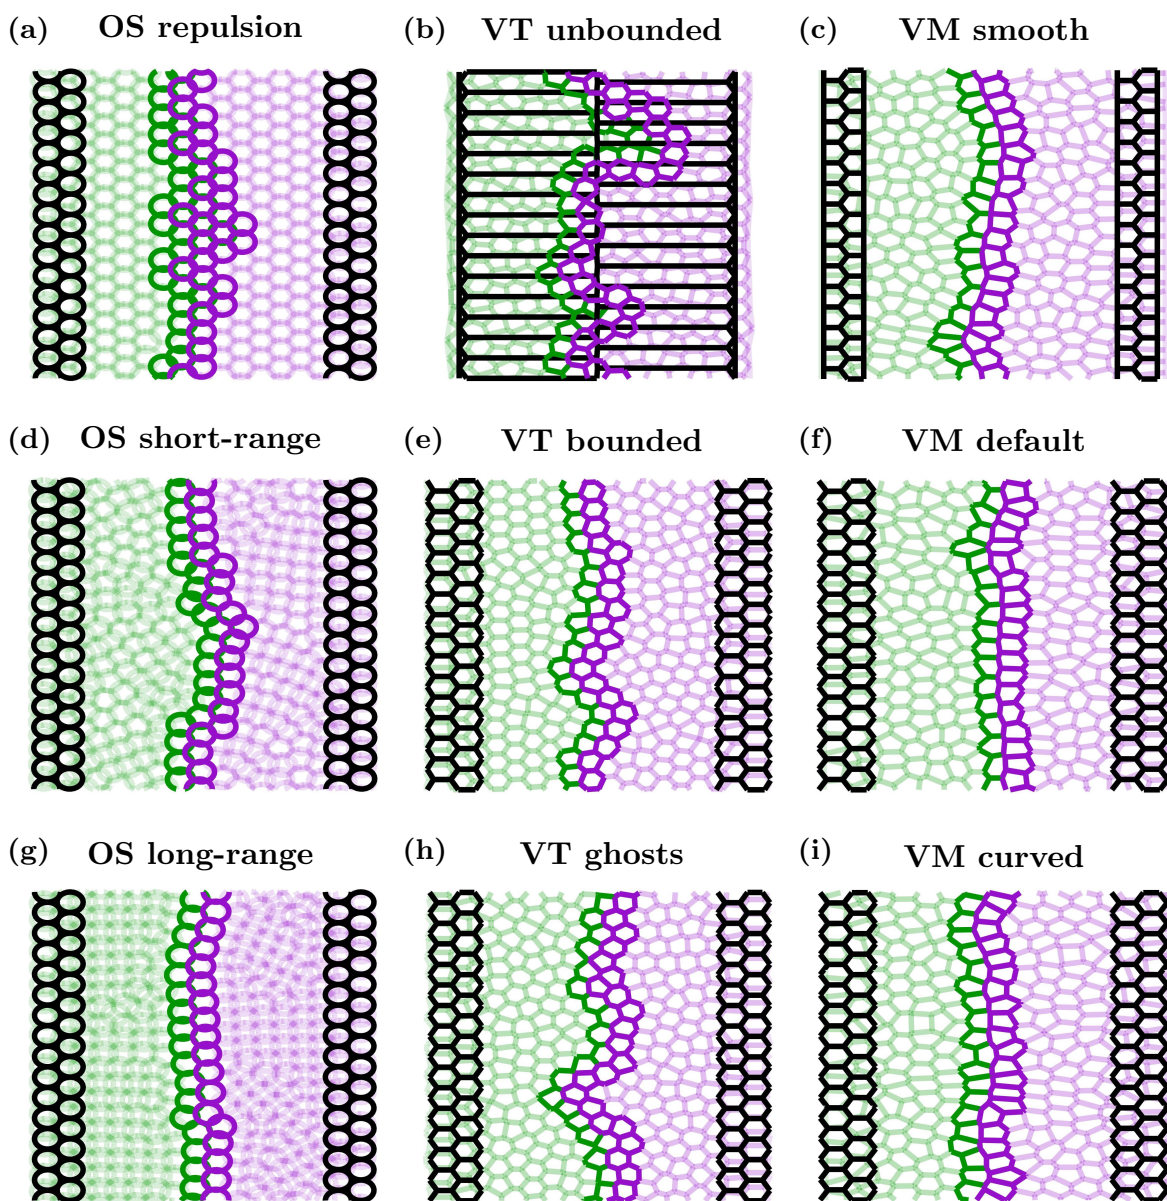 (a) OS repulsion
(b) VT unbounded
(c) VM smooth
(d) OS short-range
(e) VT bounded
(f) VM default
(g) OS long-range
(h) VT ghosts
(i) VM curved